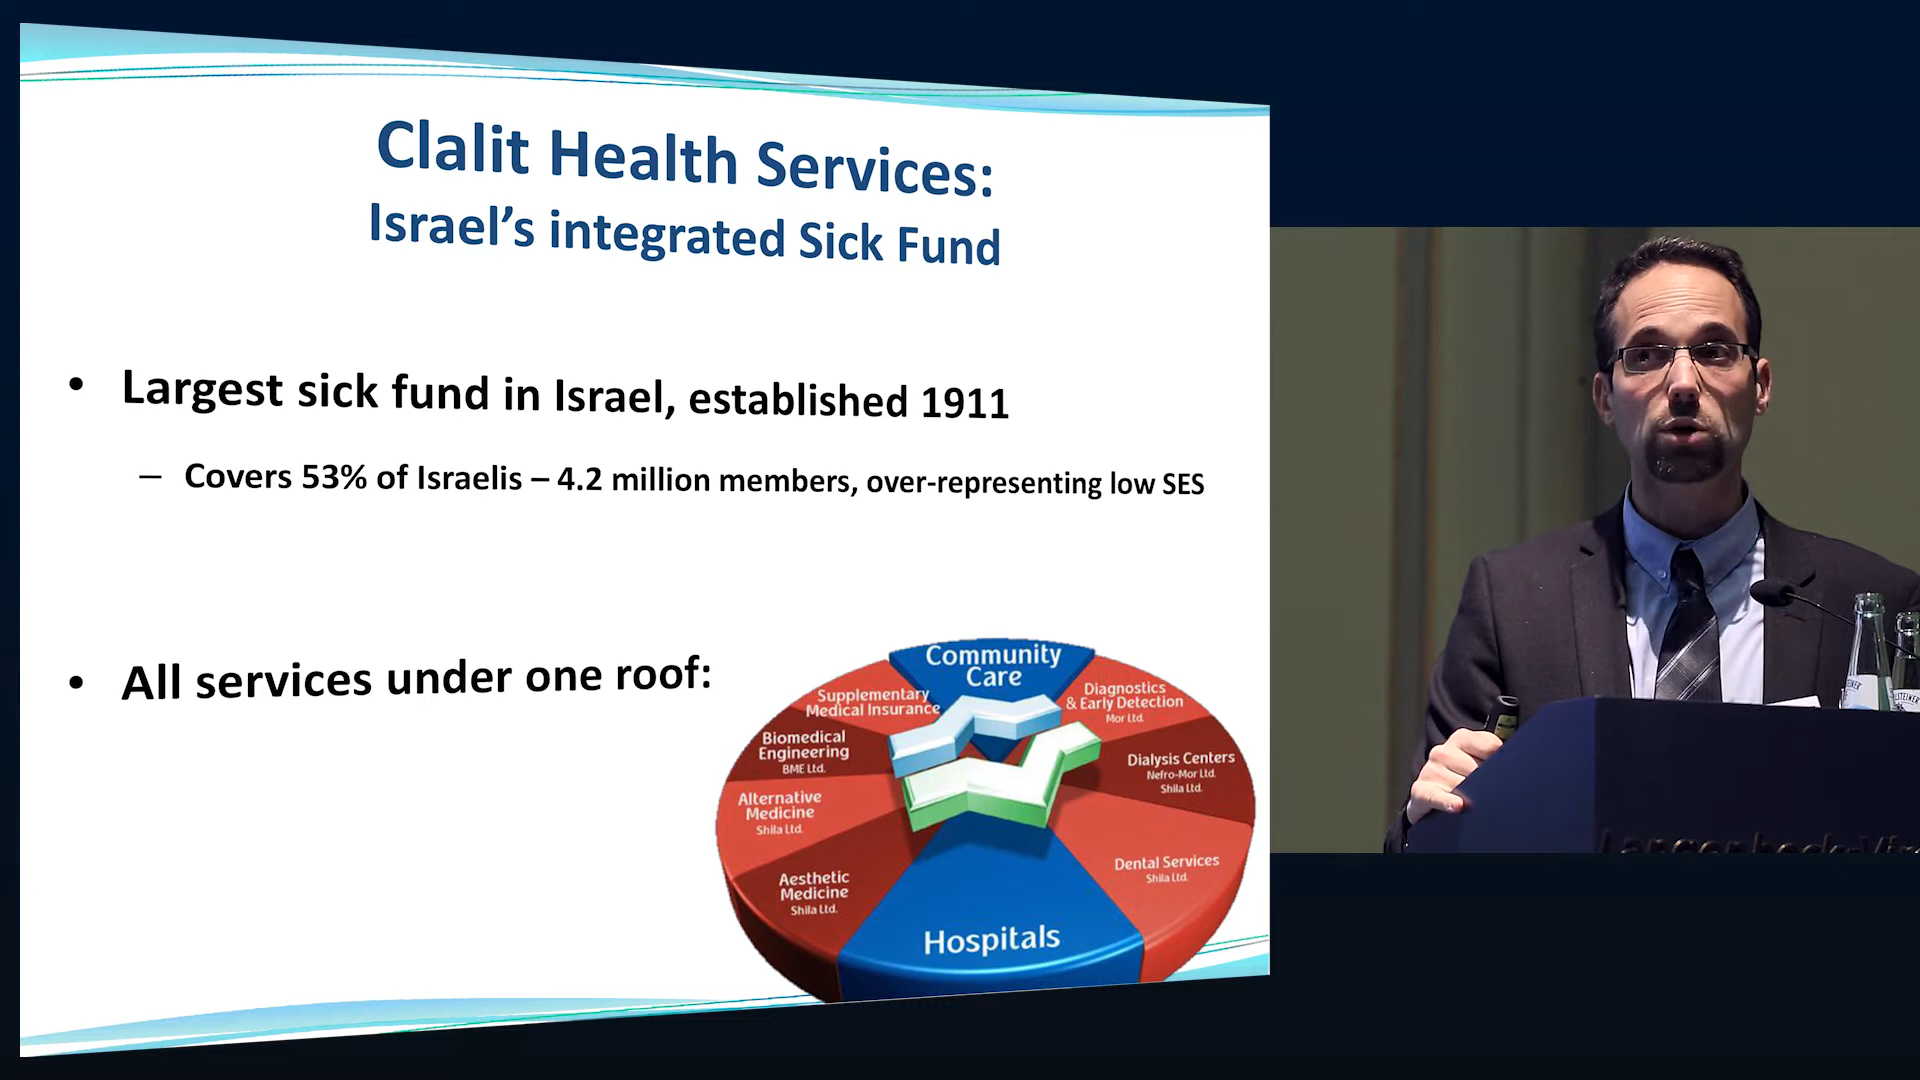 Clalit Health Services:
Israel’s integrated Sick Fund
• Largest sick fund in Israel, established 1911
– Covers 53% of Israelis – 4.2 million members, over-representing low SES
• All services under one roof:
Community
Care
Supplementary
Medical Insurance
Diagnostics
& Early Detection
Mor Ltd.
Biomedical
Engineering
BME Ltd.
Dialysis Centers
Nefro-Mor Ltd.
Shila Ltd.
Alternative
Medicine
Shila Ltd.
Dental Services
Shila Ltd.
Aesthetic
Medicine
Shila Ltd.
Hospitals